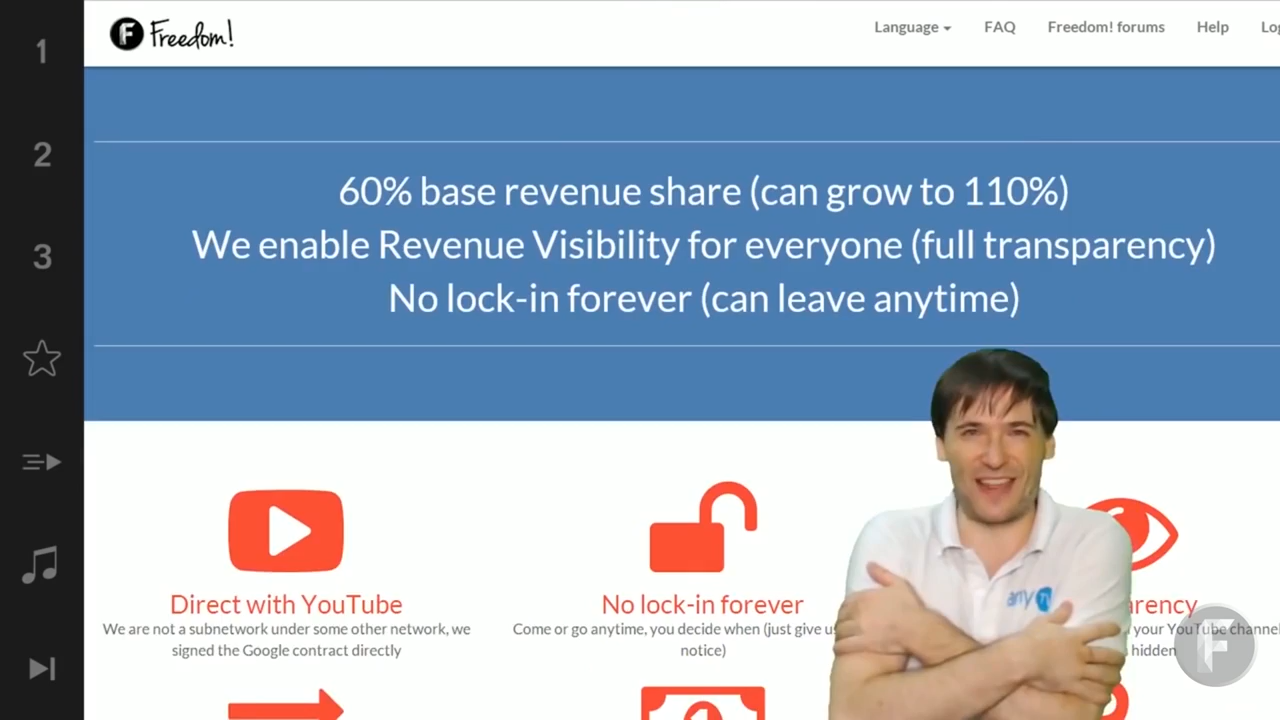 1
2
3
F Freedom!
Language FAQ Freedom! forums Help
60% base revenue share (can grow to 110%)
We enable Revenue Visibility for everyone (full transparency)
No lock-in forever (can leave anytime)
Direct with YouTube
We are not a subnetwork under some other network, we
signed the Google contract directly
No lock-in forever
Come or go anytime, you decide when (just give
notice)
your YouTube channel
hidden
any TV
F